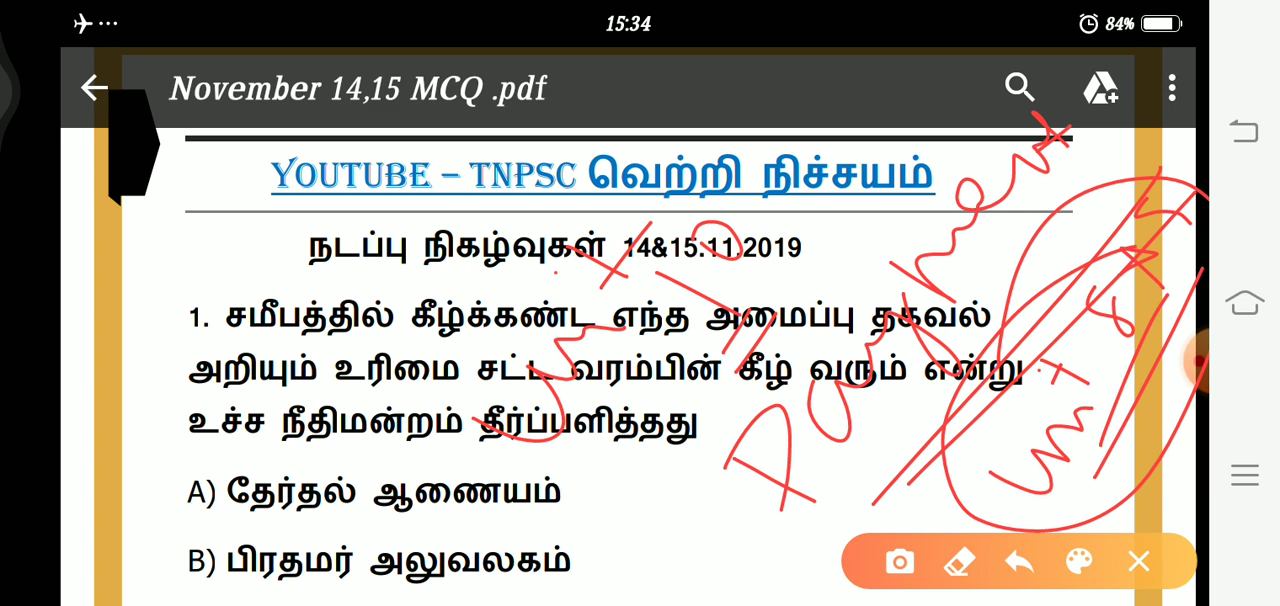 15:34
84%
November 14,15 MCQ .pdf
YOUTUBE – TNPSC வெற்றி நிச்சயம்
நடப்பு நிகழ்வுகள் 14&15.11.2019
1. சமீபத்தில் கீழ்க்கண்ட எந்த அமைப்பு தகவல்
அறியும் உரிமை சட்ட வரம்பின் கீழ் வரும் என்று
உச்ச நீதிமன்றம் தீர்ப்பளித்தது
A) தேர்தல் ஆணையம்
B) பிரதமர் அலுவலகம்